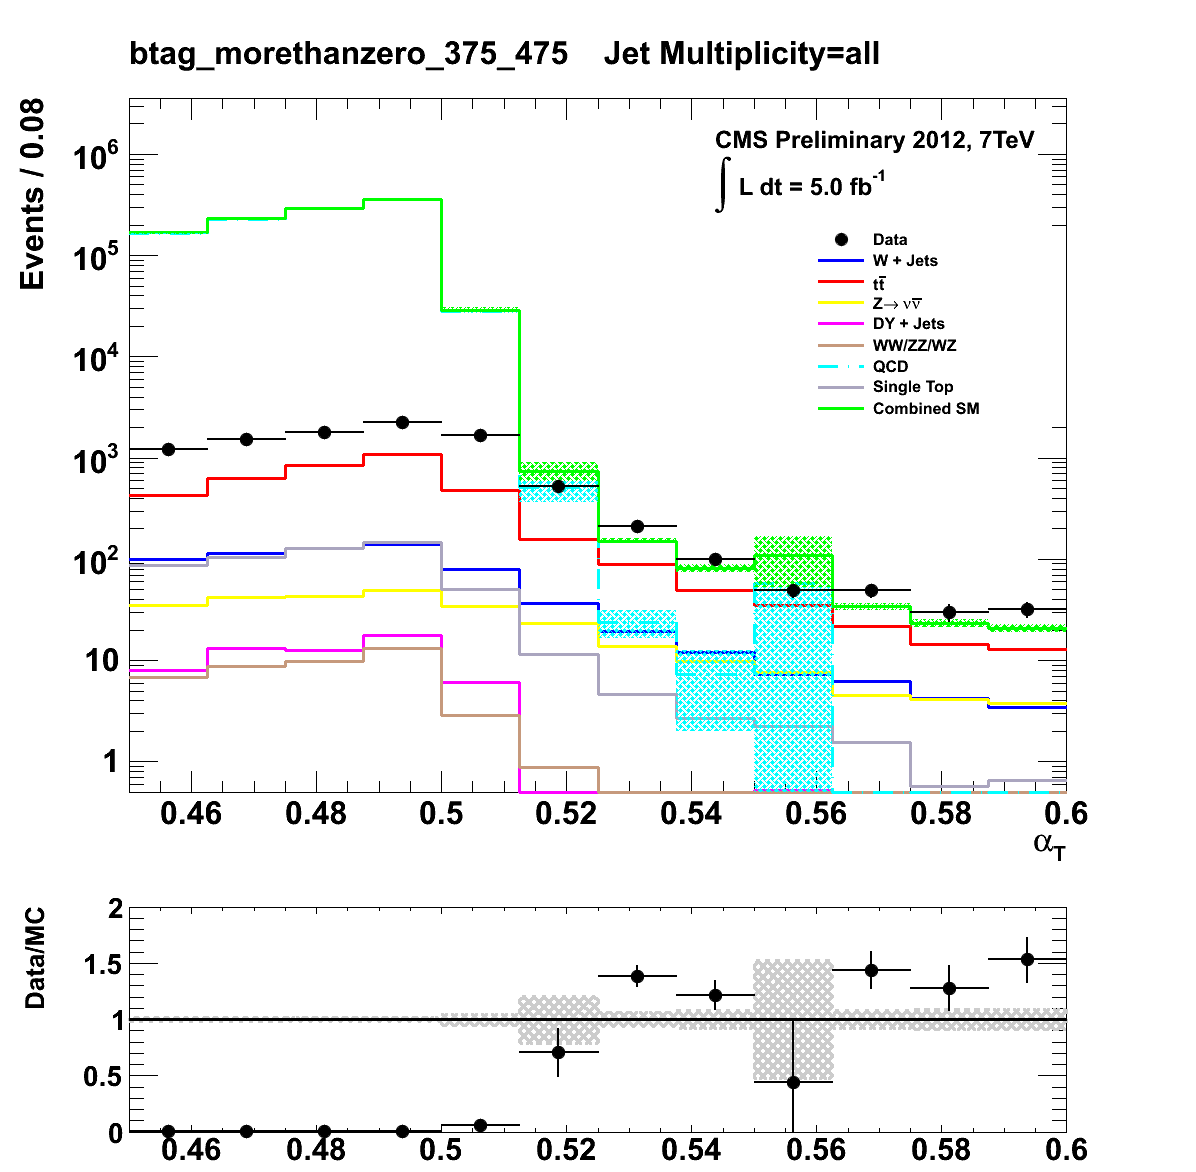 btag_morethanzero_375_475 Jet Multiplicity=all
Events / 0.08
10⁶
10⁵
10⁴
10³
10²
10
1
CMS Preliminary 2012, 7TeV
∫ L dt = 5.0 fb⁻¹
Data
W + Jets
tt̅
Z→ νν̅
DY + Jets
WW/ZZ/WZ
QCD
Single Top
Combined SM
0.46 0.48 0.5 0.52 0.54 0.56 0.58 0.6
α_T
Data/MC
2
1.5
1
0.5
0
0.46 0.48 0.5 0.52 0.54 0.56 0.58 0.6